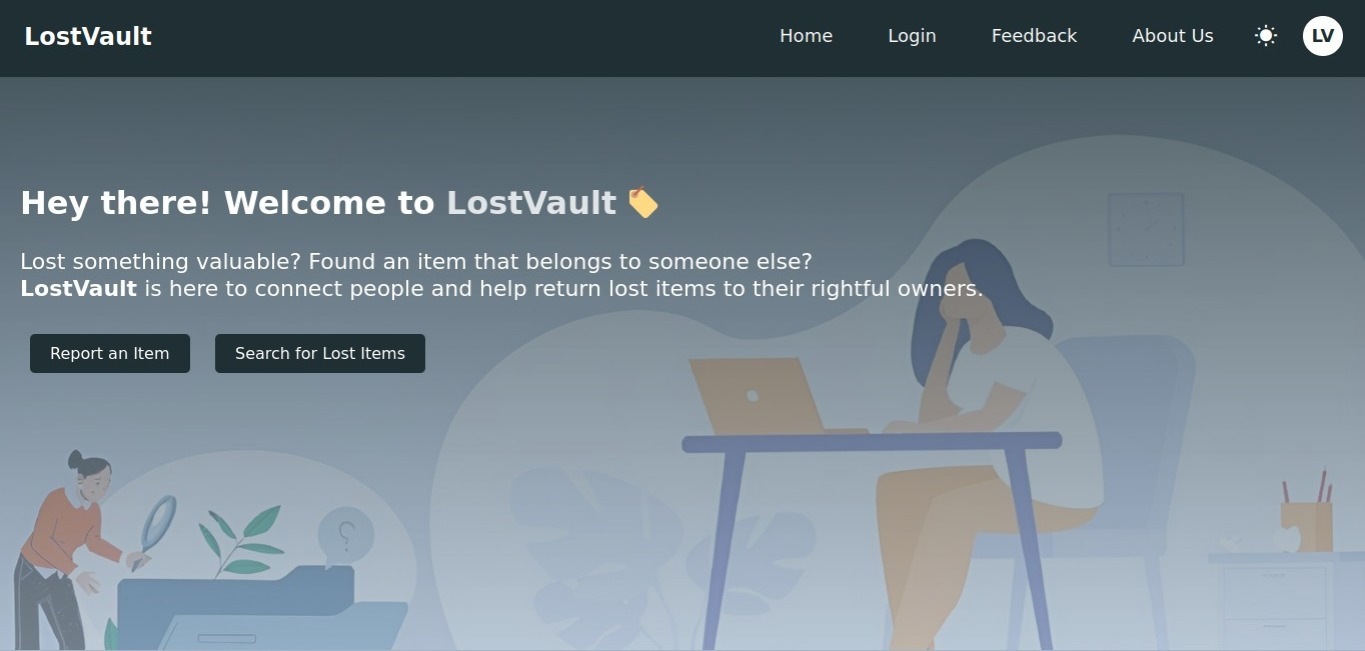 LostVault
Home Login Feedback About Us LV
Hey there! Welcome to LostVault
Lost something valuable? Found an item that belongs to someone else?
LostVault is here to connect people and help return lost items to their rightful owners.
Report an Item Search for Lost Items
?